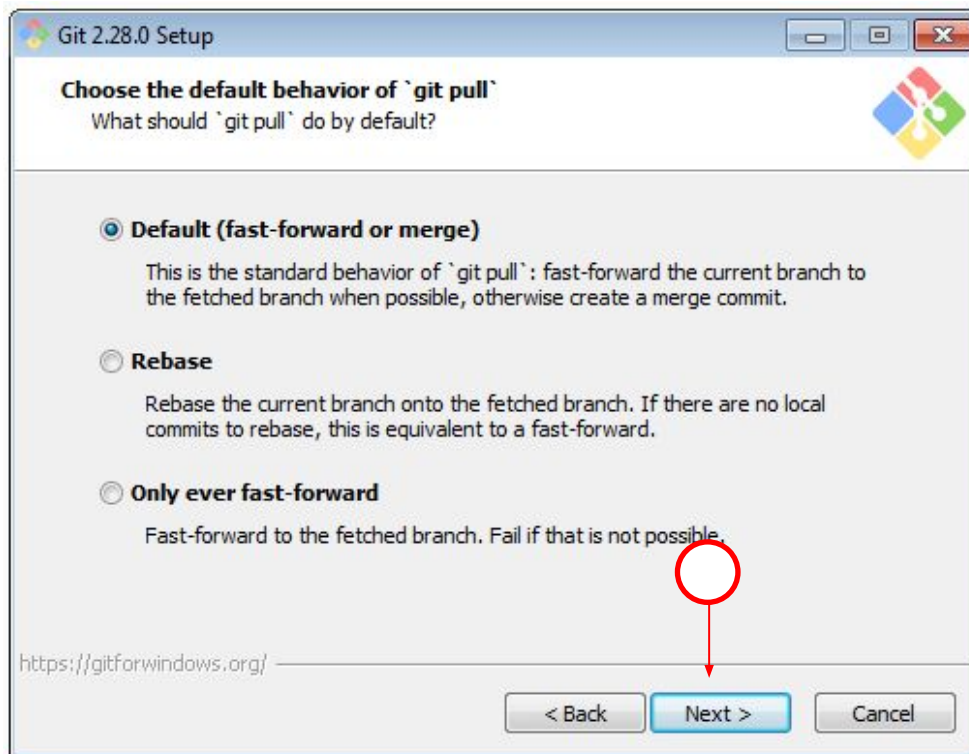 Git 2.28.0 Setup
Choose the default behavior of `git pull`
What should `git pull` do by default?
Default (fast-forward or merge)
This is the standard behavior of `git pull`: fast-forward the current branch to
the fetched branch when possible, otherwise create a merge commit.
Rebase
Rebase the current branch onto the fetched branch. If there are no local
commits to rebase, this is equivalent to a fast-forward.
Only ever fast-forward
Fast-forward to the fetched branch. Fail if that is not possible.
https://gitforwindows.org/
< Back Next > Cancel